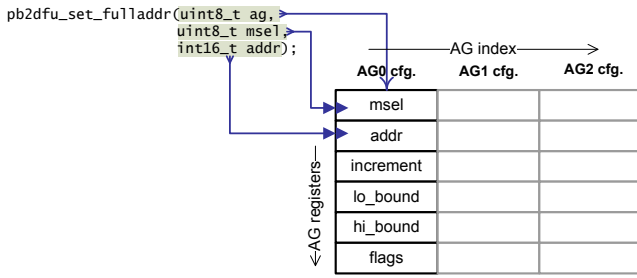 pb2dfu_set_fulladdr(uint8_t ag,
uint8_t msel,
int16_t addr);
AG index
AG0 cfg.
AG1 cfg.
AG2 cfg.
msel
addr
increment
lo_bound
hi_bound
flags
AG registers